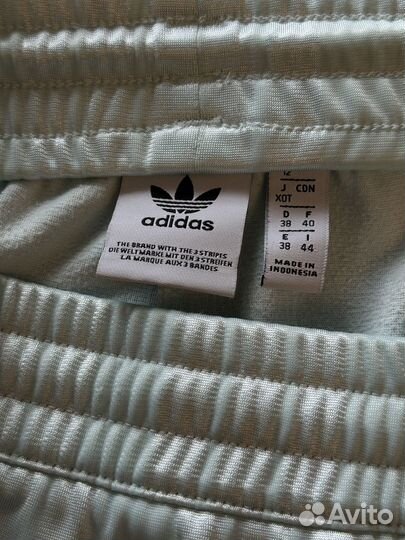 adidas
THE BRAND WITH THE 3 STRIPES
DIE WELTMARKE MIT DEN 3 STREIFEN
LA MARQUE AUX 3 BANDES
12
J CDN
XOT
D F
38 40
E I
38 44
MADE IN
INDONESIA
Avito